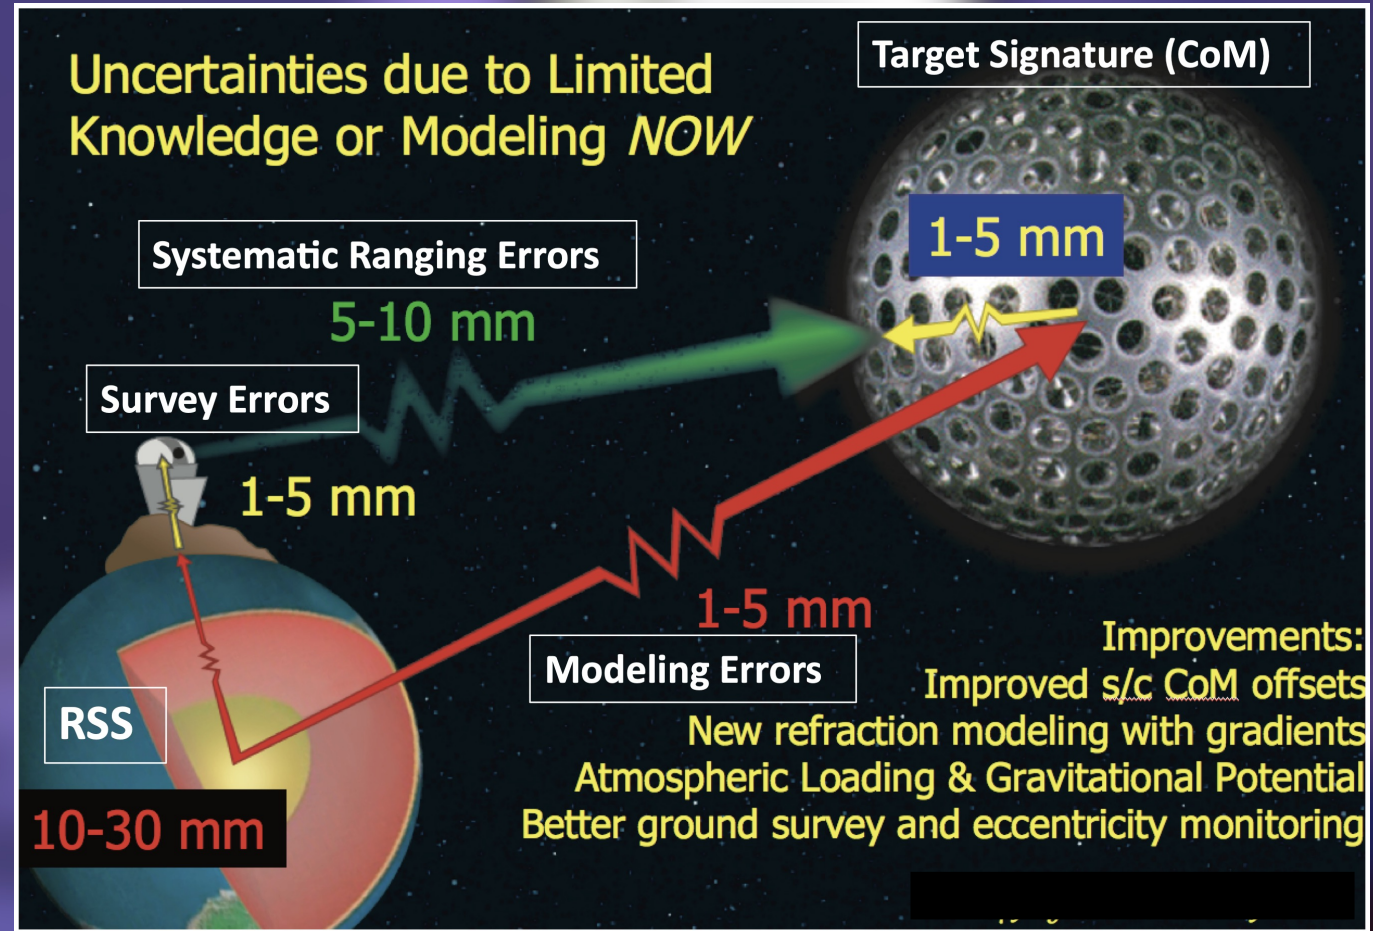 Uncertainties due to Limited
Knowledge or Modeling NOW
Target Signature (CoM)
1-5 mm
Systematic Ranging Errors
5-10 mm
Survey Errors
1-5 mm
1-5 mm
Modeling Errors
RSS
10-30 mm
Improvements:
Improved s/c CoM offsets
New refraction modeling with gradients
Atmospheric Loading & Gravitational Potential
Better ground survey and eccentricity monitoring